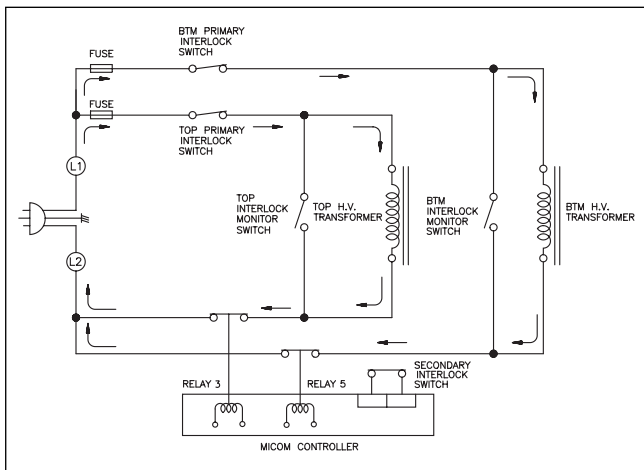 BTM PRIMARY
INTERLOCK
SWITCH
FUSE
FUSE
TOP PRIMARY
INTERLOCK
SWITCH
L1
TOP
INTERLOCK
MONITOR
SWITCH
TOP H.V.
TRANSFORMER
BTM
INTERLOCK
MONITOR
SWITCH
BTM H.V.
TRANSFORMER
L2
RELAY 3
RELAY 5
SECONDARY
INTERLOCK
SWITCH
MICOM CONTROLLER